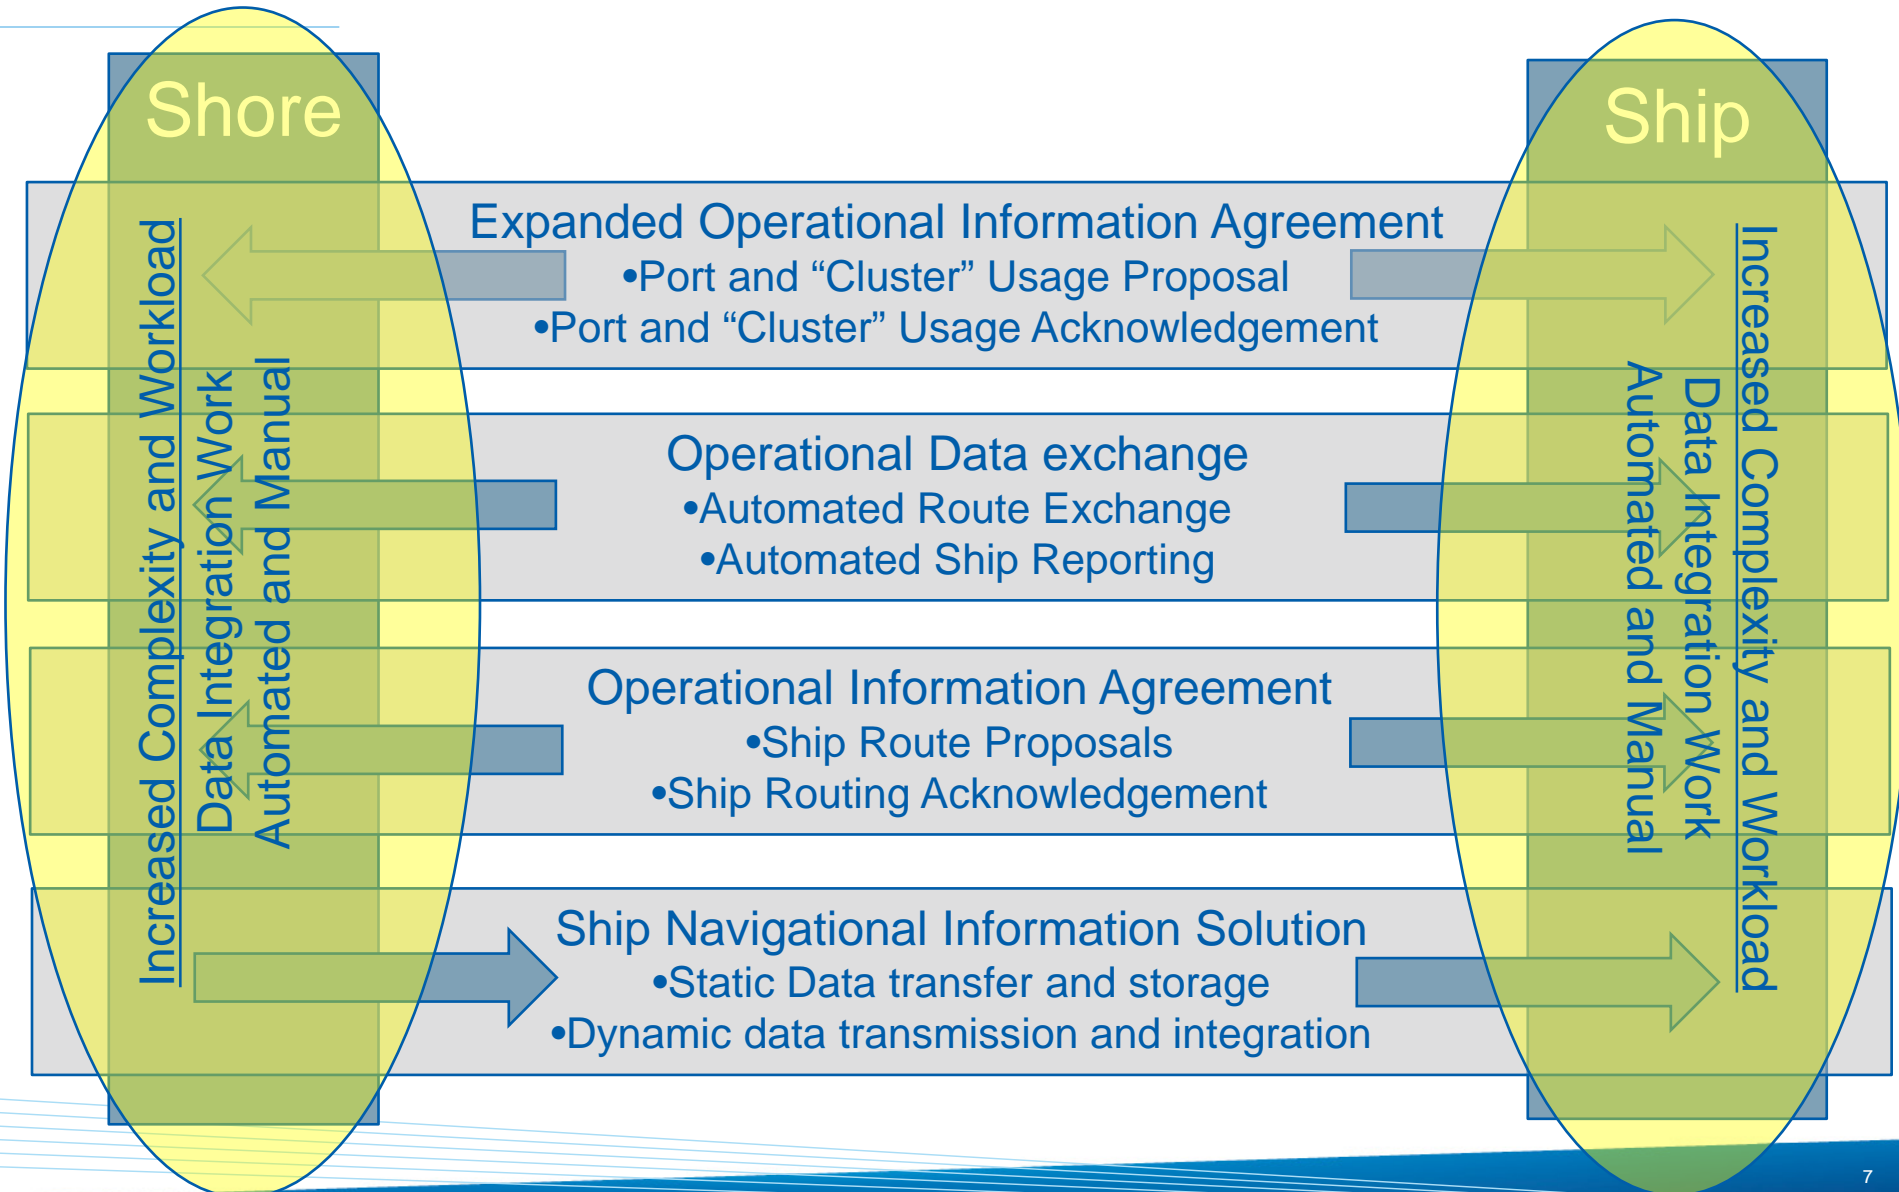 Shore
Ship
Expanded Operational Information Agreement
•Port and “Cluster” Usage Proposal
•Port and “Cluster” Usage Acknowledgement
Operational Data exchange
•Automated Route Exchange
•Automated Ship Reporting
Operational Information Agreement
•Ship Route Proposals
•Ship Routing Acknowledgement
Ship Navigational Information Solution
•Static Data transfer and storage
•Dynamic data transmission and integration
Increased Complexity and Workload
Data Integration Work
Automated and Manual
Increased Complexity and Workload
Data Integration Work
Automated and Manual
7